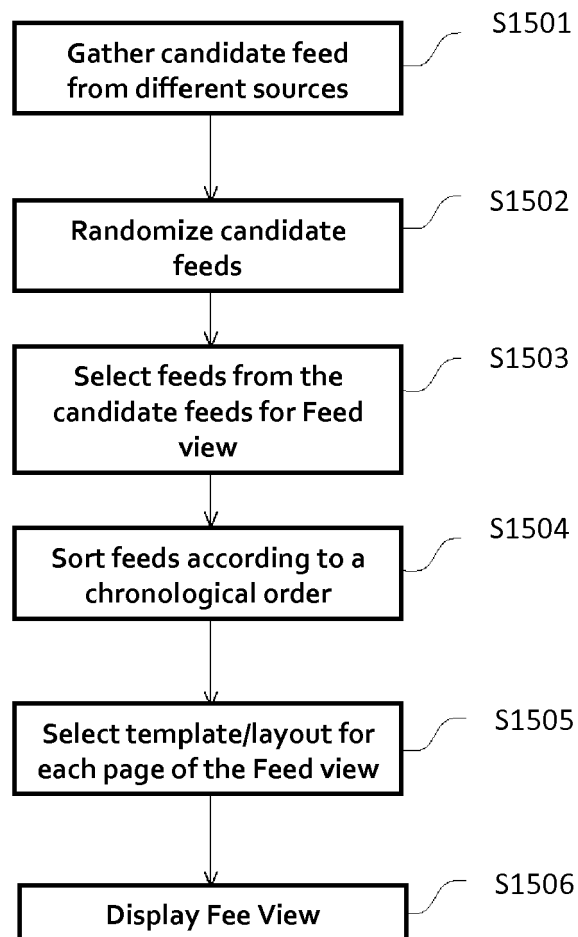 Gather candidate feed
from different sources
S1501
Randomize candidate
feeds
S1502
Select feeds from the
candidate feeds for Feed
view
S1503
Sort feeds according to a
chronological order
S1504
Select template/layout for
each page of the Feed view
S1505
Display Fee View
S1506